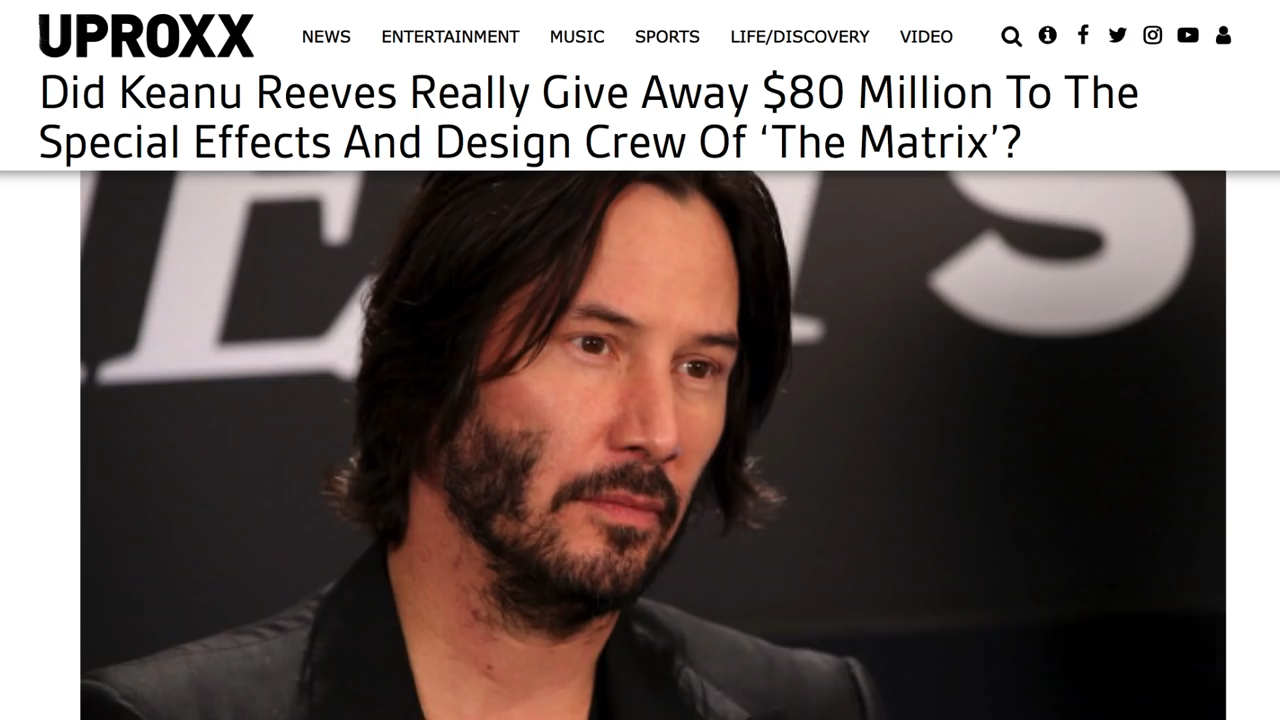 UPROXX
NEWS ENTERTAINMENT MUSIC SPORTS LIFE/DISCOVERY VIDEO
Did Keanu Reeves Really Give Away $80 Million To The
Special Effects And Design Crew Of ‘The Matrix’?